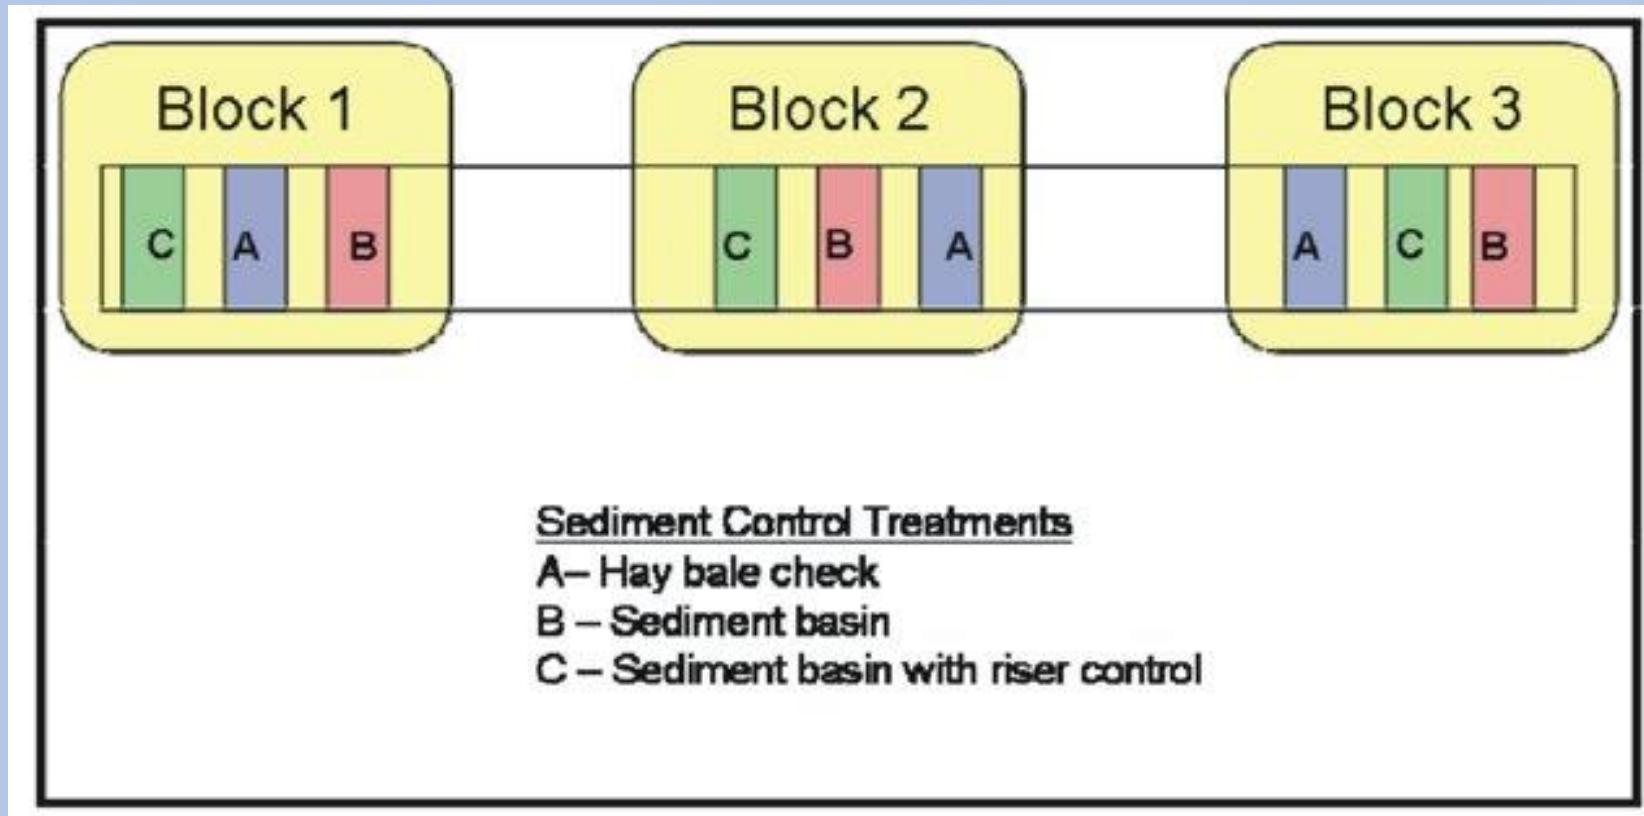 Block 1 Block 2 Block 3
C A B C B A A C B
Sediment Control Treatments
A– Hay bale check
B – Sediment basin
C – Sediment basin with riser control